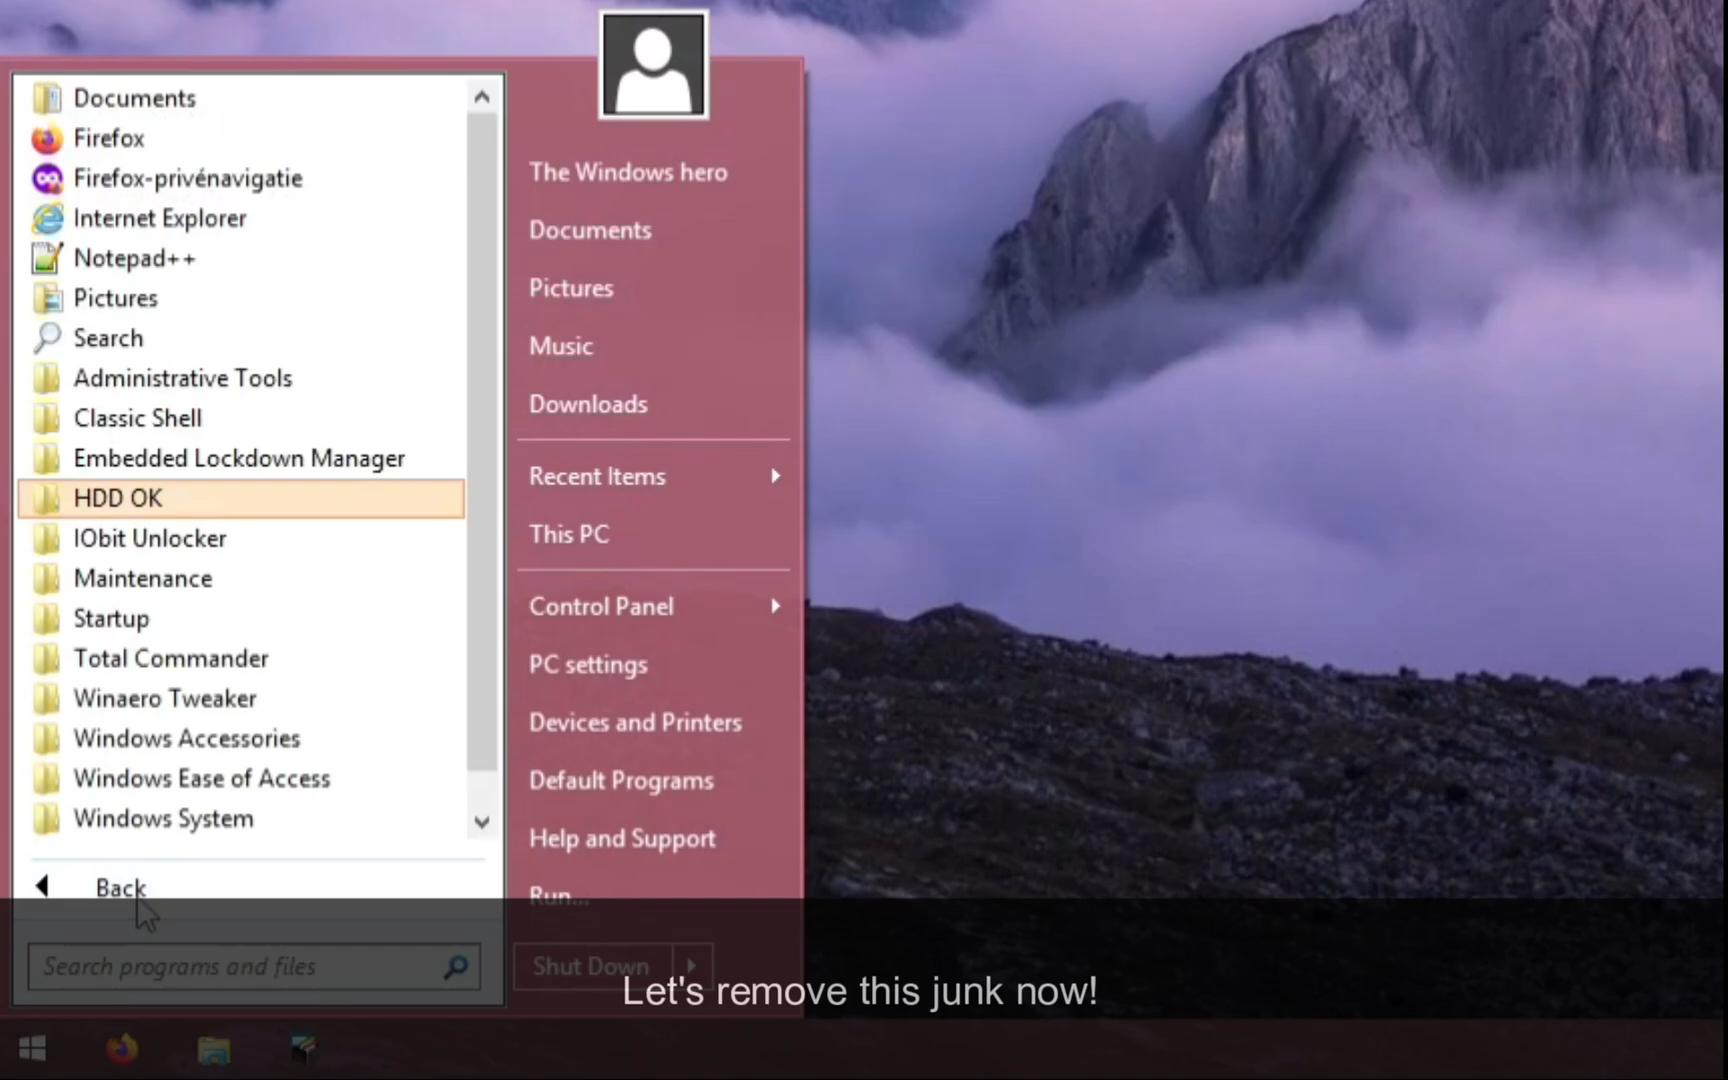 Documents
Firefox
Firefox-privénavigatie
Internet Explorer
Notepad++
Pictures
Search
Administrative Tools
Classic Shell
Embedded Lockdown Manager
HDD OK
IObit Unlocker
Maintenance
Startup
Total Commander
Winaero Tweaker
Windows Accessories
Windows Ease of Access
Windows System
Back
Search programs and files
The Windows hero
Documents
Pictures
Music
Downloads
Recent Items
This PC
Control Panel
PC settings
Devices and Printers
Default Programs
Help and Support
Run...
Shut Down
Let's remove this junk now!